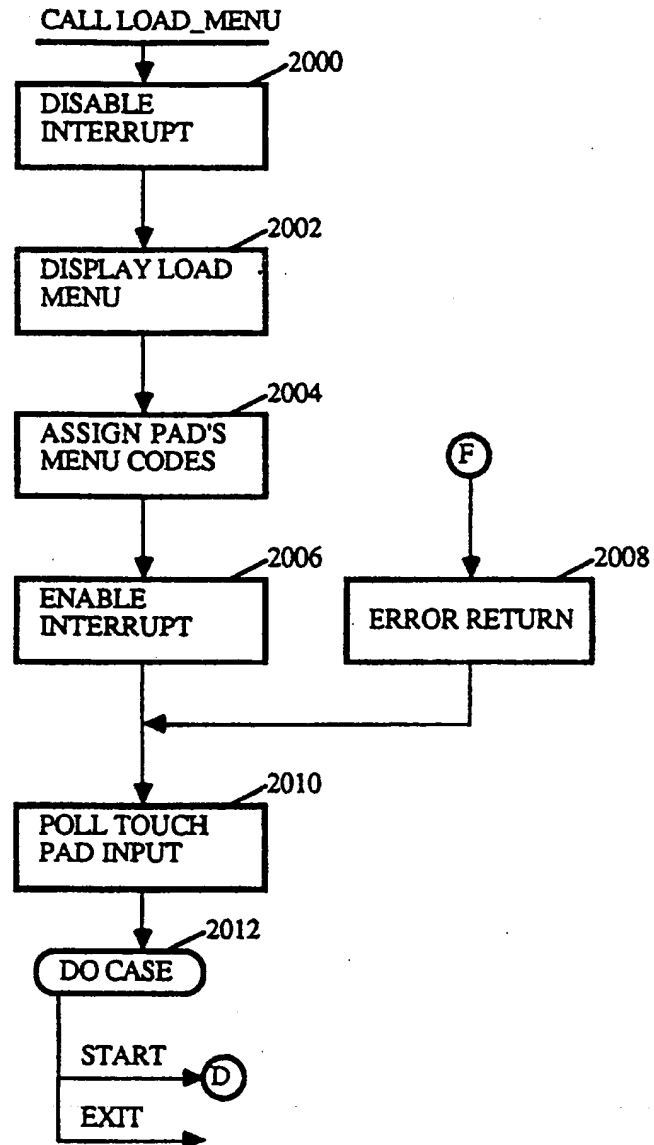 CALL LOAD_MENU
2000
DISABLE
INTERRUPT
2002
DISPLAY LOAD
MENU
2004
ASSIGN PAD'S
MENU CODES
F
2006
ENABLE
INTERRUPT
2008
ERROR RETURN
2010
POLL TOUCH
PAD INPUT
2012
DO CASE
START
D
EXIT